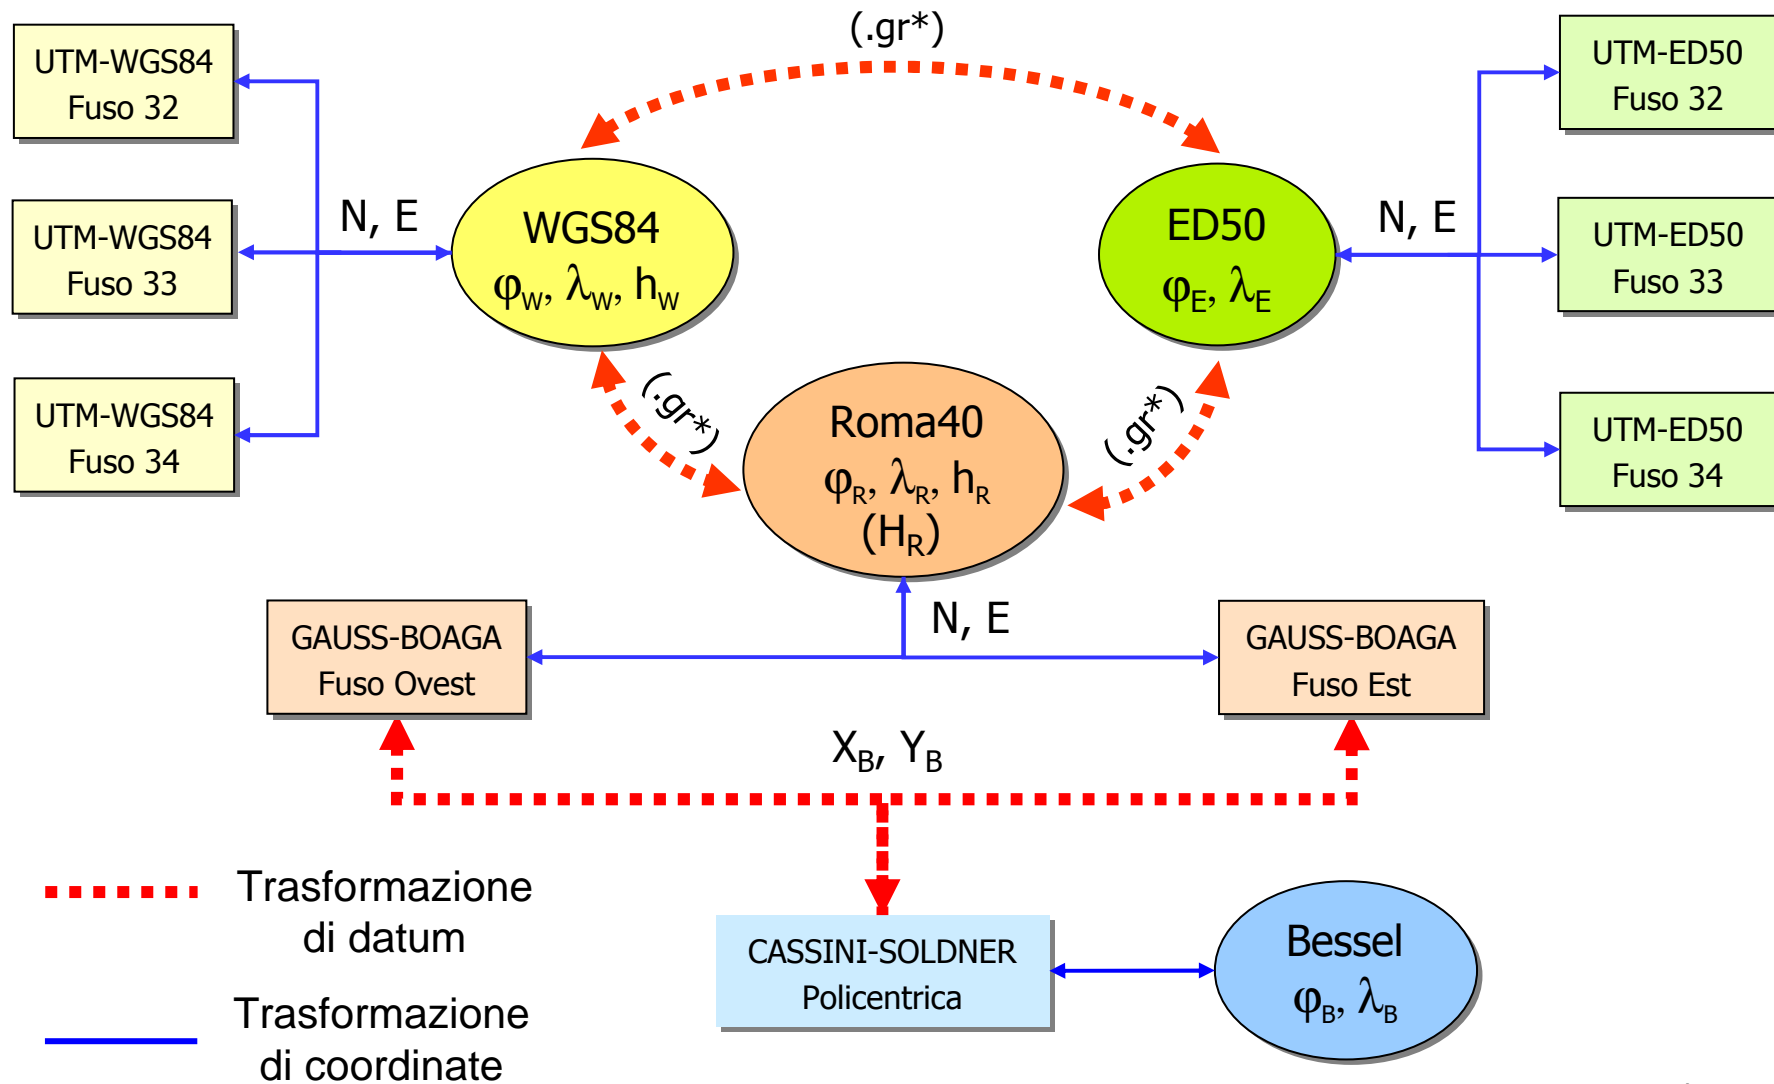 (.gr*)
UTM-WGS84
Fuso 32
UTM-ED50
Fuso 32
UTM-WGS84
Fuso 33
N, E
WGS84
φW, λW, hW
ED50
φE, λE
N, E
UTM-ED50
Fuso 33
(.gr*)
(.gr*)
UTM-WGS84
Fuso 34
Roma40
φR, λR, hR
(HR)
UTM-ED50
Fuso 34
N, E
GAUSS-BOAGA
Fuso Ovest
GAUSS-BOAGA
Fuso Est
XB, YB
Trasformazione
di datum
CASSINI-SOLDNER
Policentrica
Bessel
φB, λB
Trasformazione
di coordinate